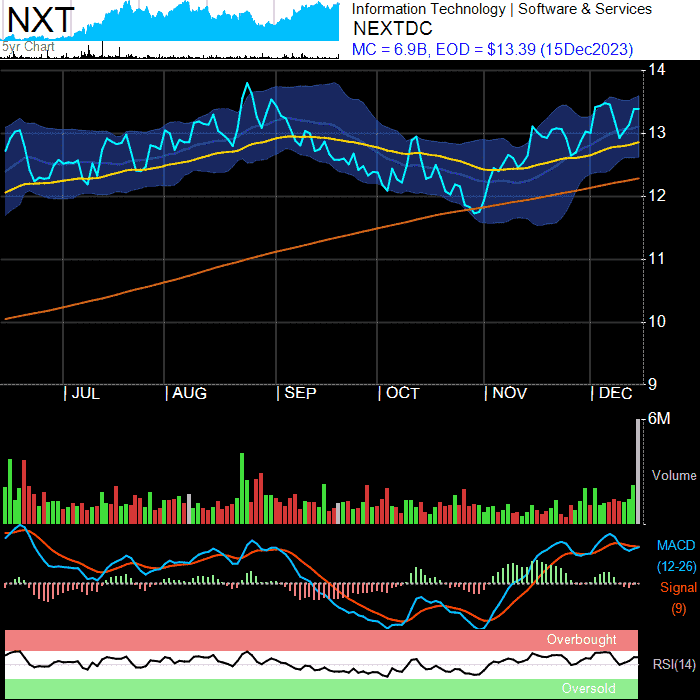 NXT
5yr Chart
Information Technology | Software & Services
NEXTDC
MC = 6.9B, EOD = $13.39 (15Dec2023)
14
13
12
11
10
9
| JUL | AUG | SEP | OCT | NOV | DEC
6M
Volume
MACD
(12-26)
Signal
(9)
Overbought
RSI(14)
Oversold